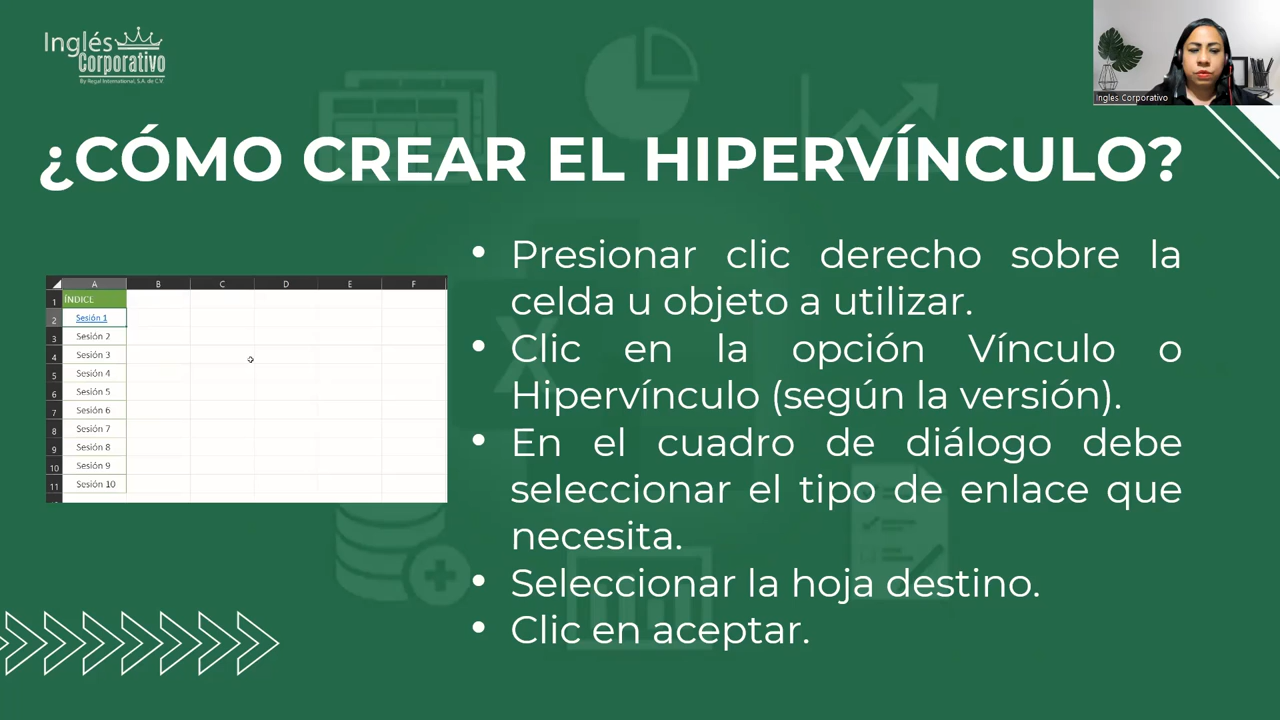 Inglés
Corporativo
By Regal International, S.A. de C.V.
Ingles Corporativo
¿CÓMO CREAR EL HIPERVÍNCULO?
A B C D E F
1 ÍNDICE
2 Sesión 1
3 Sesión 2
4 Sesión 3
5 Sesión 4
6 Sesión 5
7 Sesión 6
8 Sesión 7
9 Sesión 8
10 Sesión 9
11 Sesión 10
• Presionar clic derecho sobre la
celda u objeto a utilizar.
• Clic en la opción Vínculo o
Hipervínculo (según la versión).
• En el cuadro de diálogo debe
seleccionar el tipo de enlace que
necesita.
• Seleccionar la hoja destino.
• Clic en aceptar.